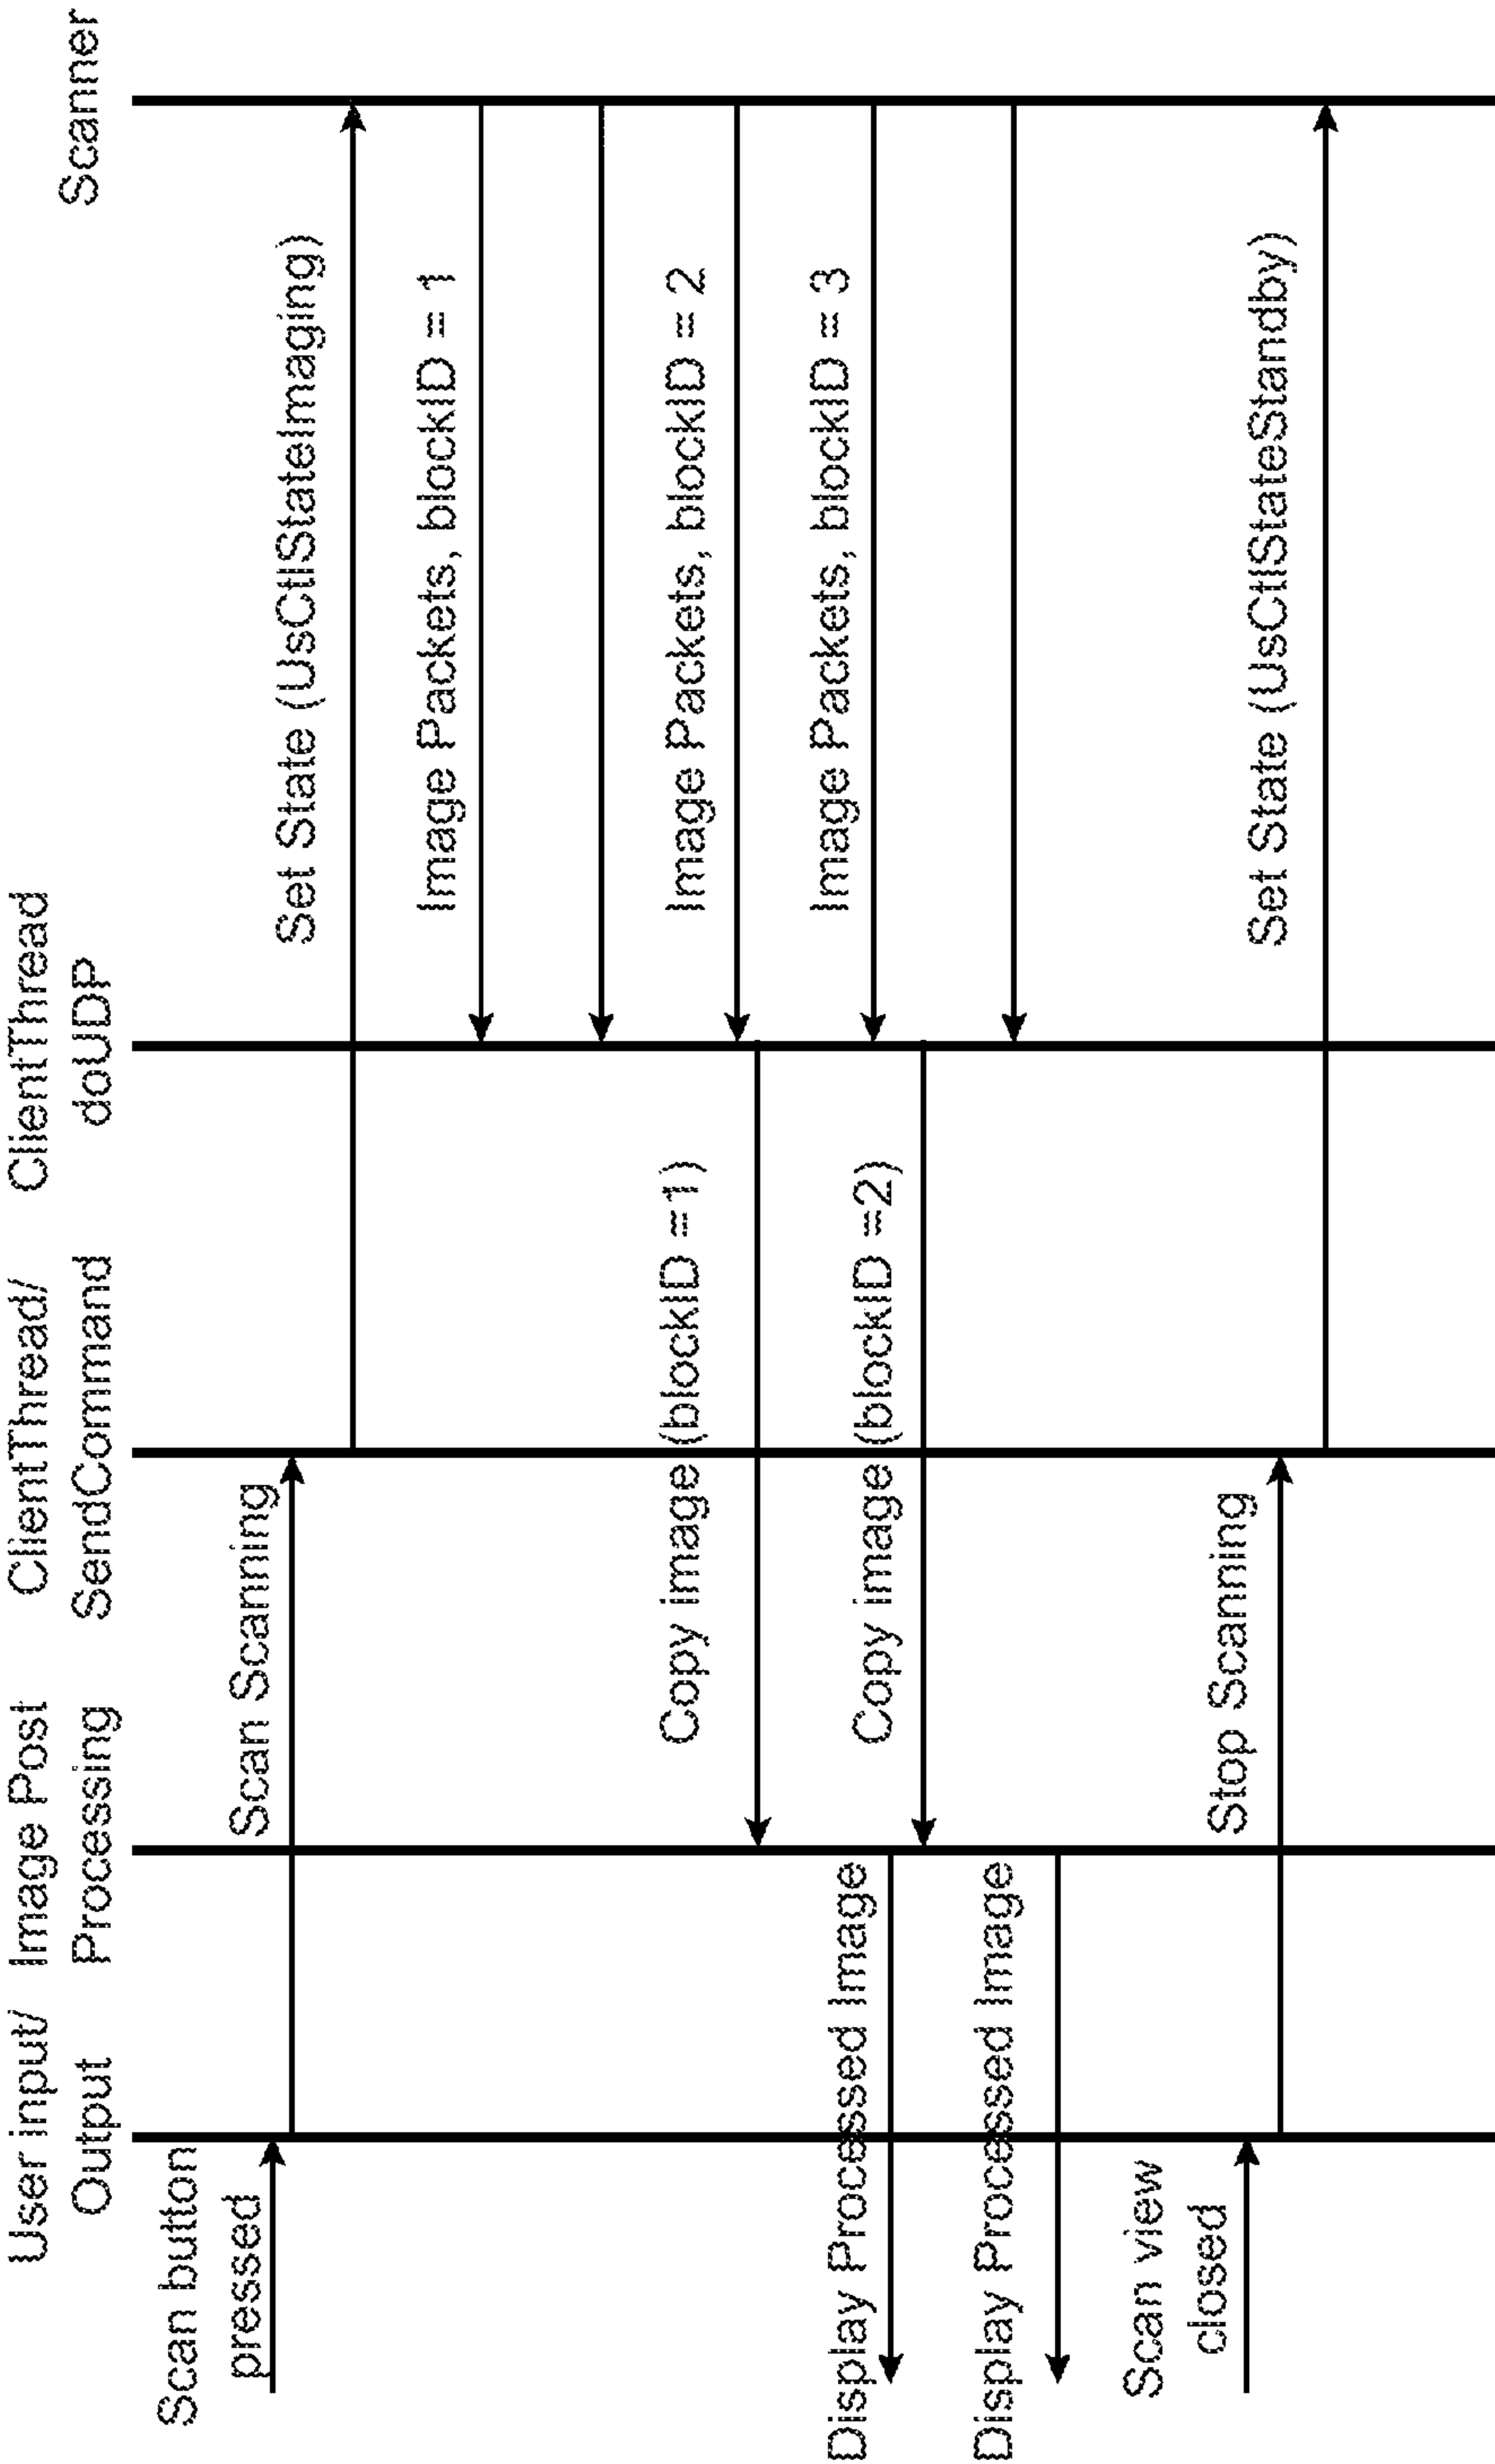 User input/
Output
Image Post
Processing
ClientThread/
SendCommand
ClientThread
doUDP
Scanner
Scan button
pressed
Scan Scanning
Set State (UsCtlStateImaging)
Image Packets, blockID = 1
Image Packets, blockID = 2
Copy image (blockID =1)
Image Packets, blockID = 3
Display Processed Image
Copy image (blockID =2)
Display Processed Image
Scan view
closed
Stop Scanning
Set State (UsCtlStateStandby)